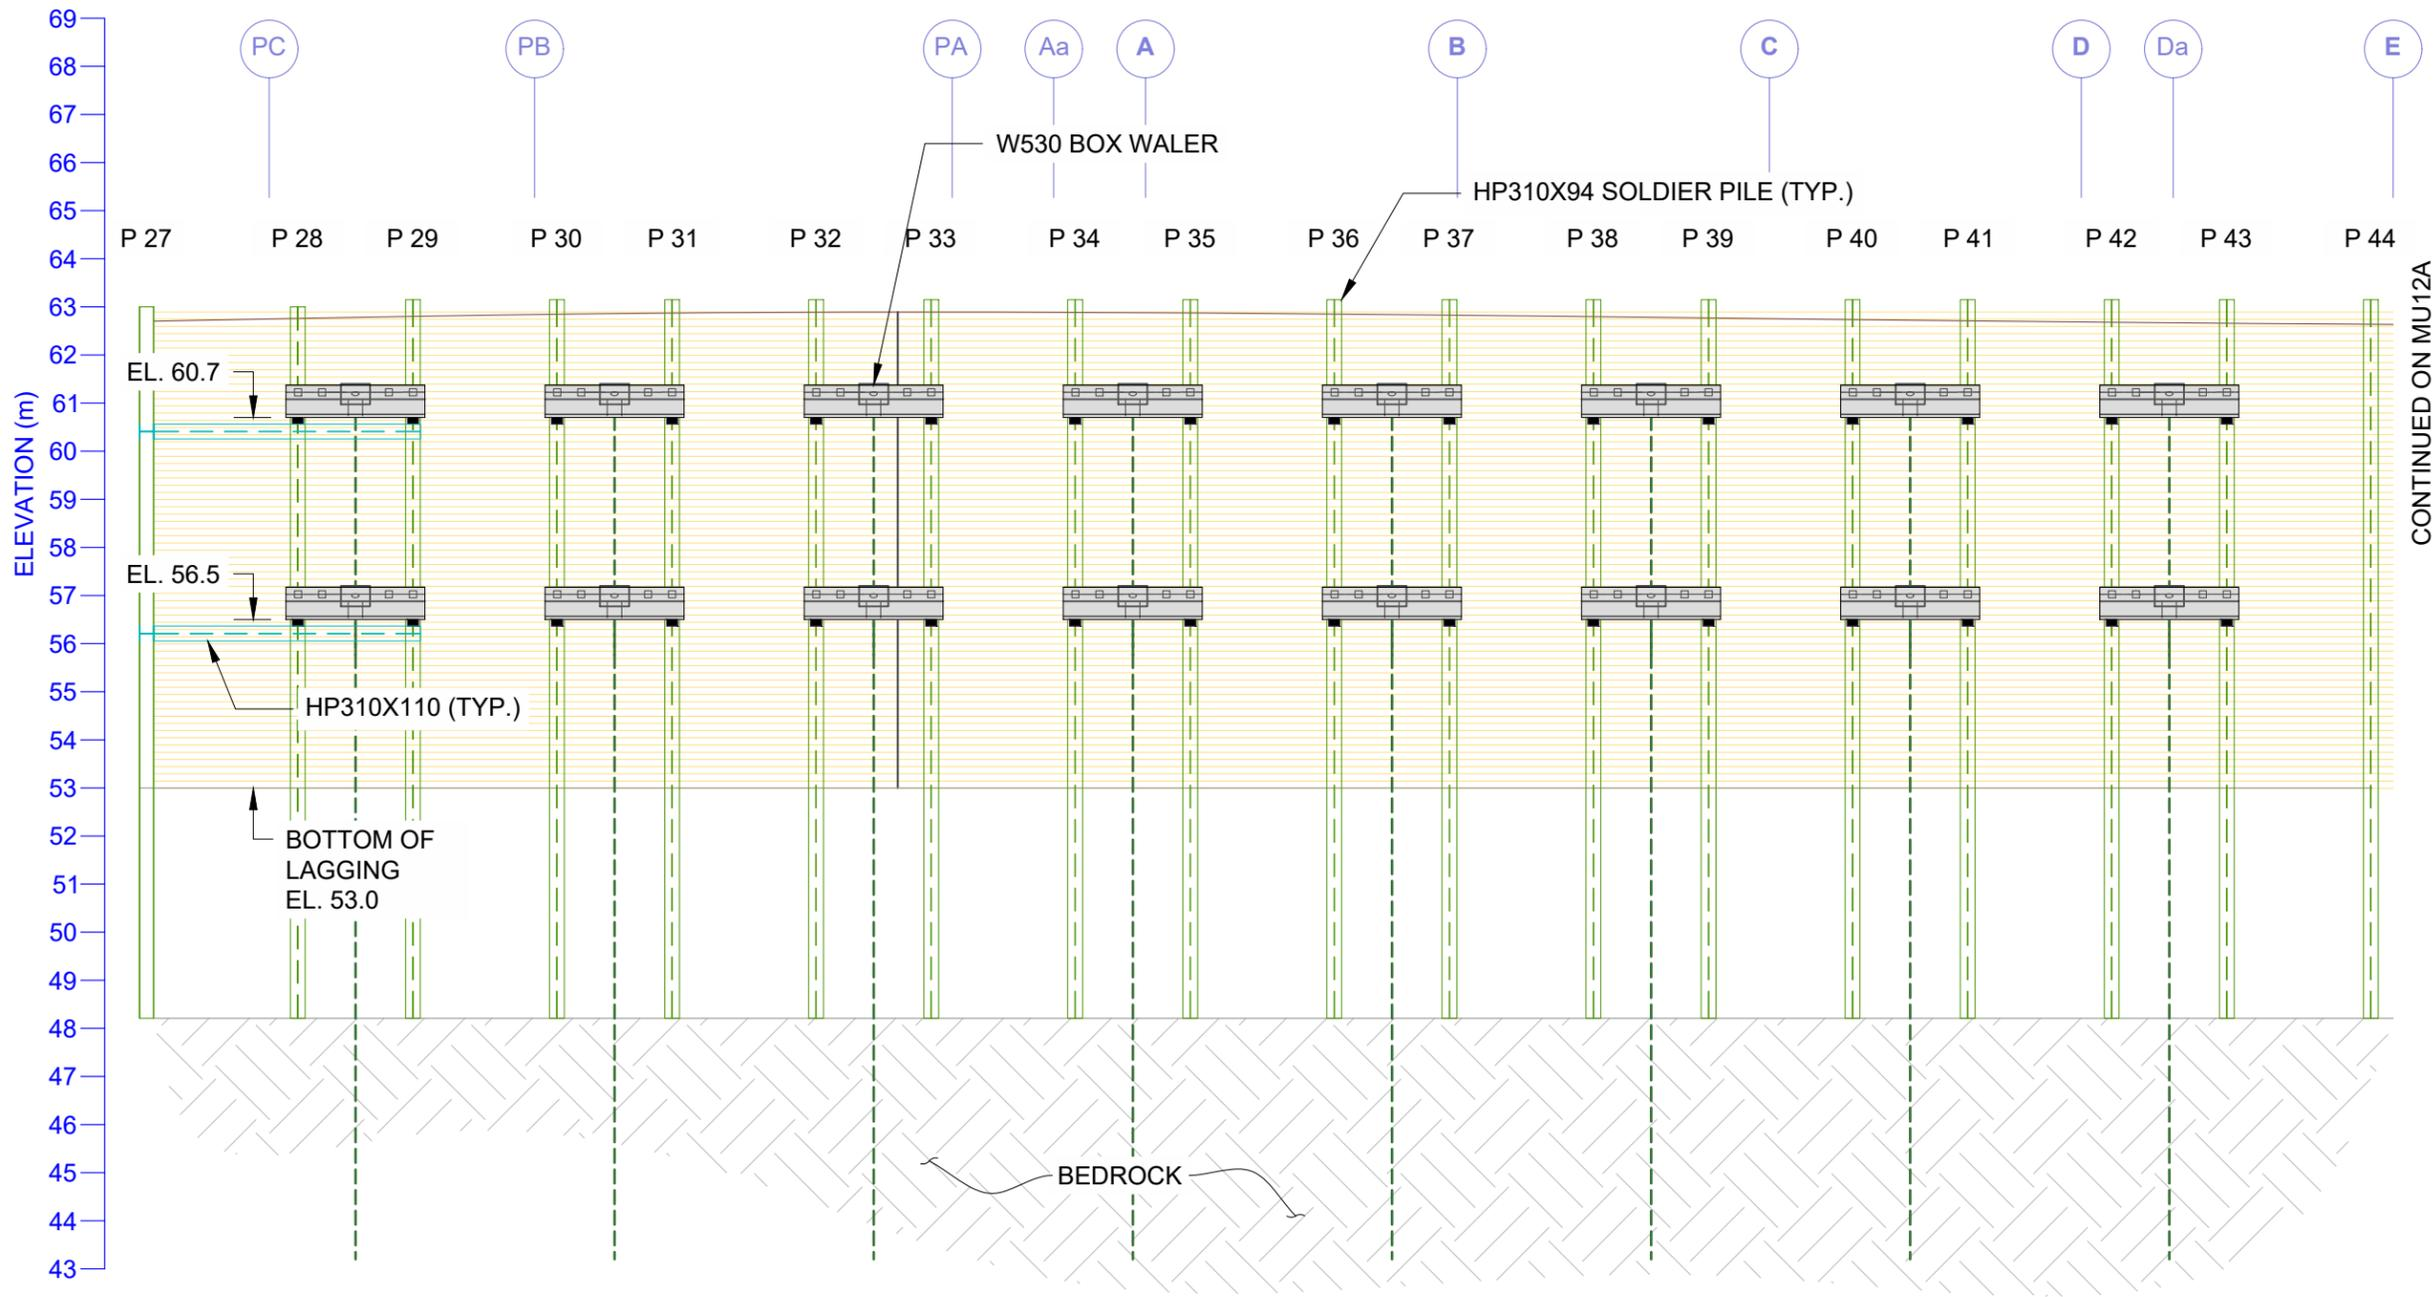 69
PC
PB
PA
Aa
A
B
C
D
Da
E
68
67
W530 BOX WALER
66
HP310X94 SOLDIER PILE (TYP.)
65
P 27
P 28
P 29
P 30
P 31
P 32
P 33
P 34
P 35
P 36
P 37
P 38
P 39
P 40
P 41
P 42
P 43
P 44
64
63
62
EL. 60.7
61
60
59
58
EL. 56.5
57
56
55
HP310X110 (TYP.)
54
53
52
BOTTOM OF
LAGGING
EL. 53.0
51
50
49
48
47
46
45
BEDROCK
44
43
ELEVATION (m)
CONTINUED ON MU12A